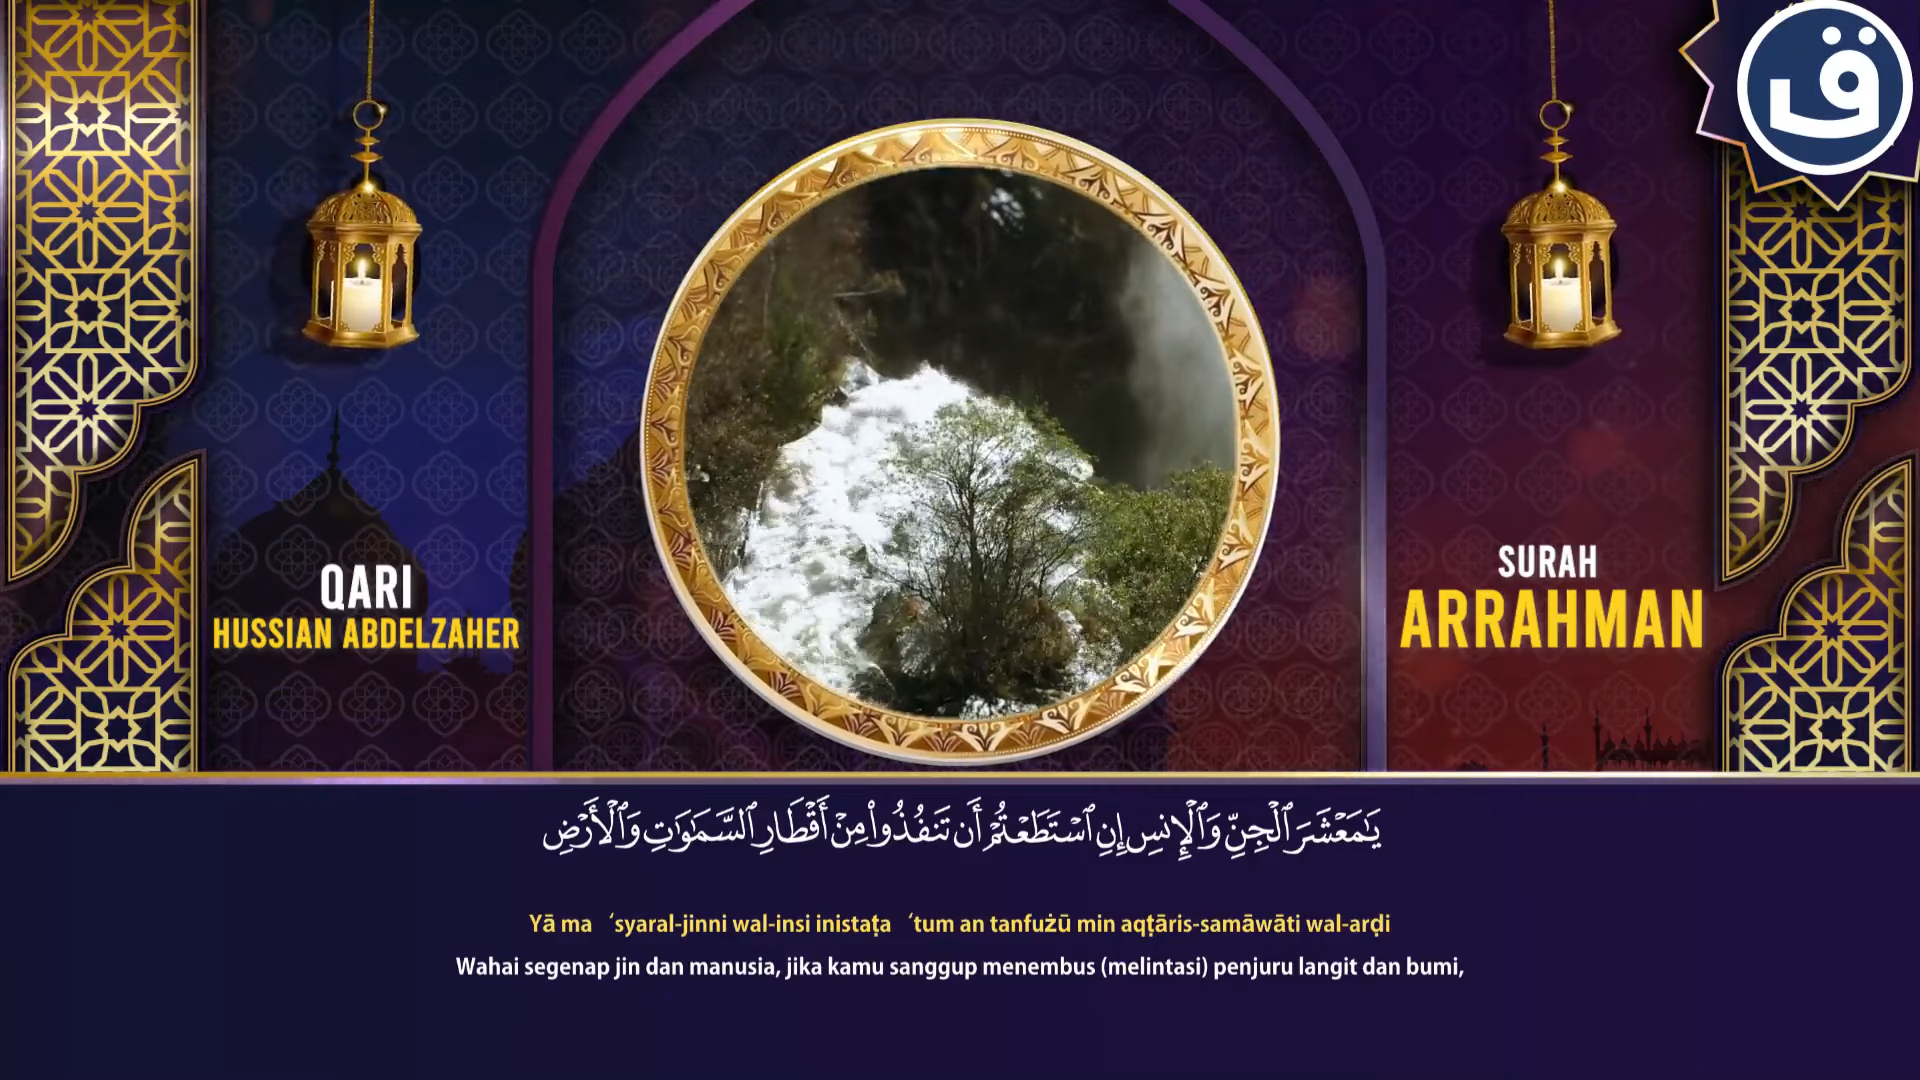 ق
QARI
HUSSIAN ABDELZAHER
SURAH
ARRAHMAN
يَـٰمَعْشَرَ ٱلْجِنِّ وَٱلْإِنسِ إِنِ ٱسْتَطَعْتُمْ أَن تَنفُذُوا۟ مِنْ أَقْطَارِ ٱلسَّمَـٰوَٰتِ وَٱلْأَرْضِ
Yā ma‘syaral-jinni wal-insi inistaṭa‘tum an tanfużū min aqṭāris-samāwāti wal-arḍi
Wahai segenap jin dan manusia, jika kamu sanggup menembus (melintasi) penjuru langit dan bumi,